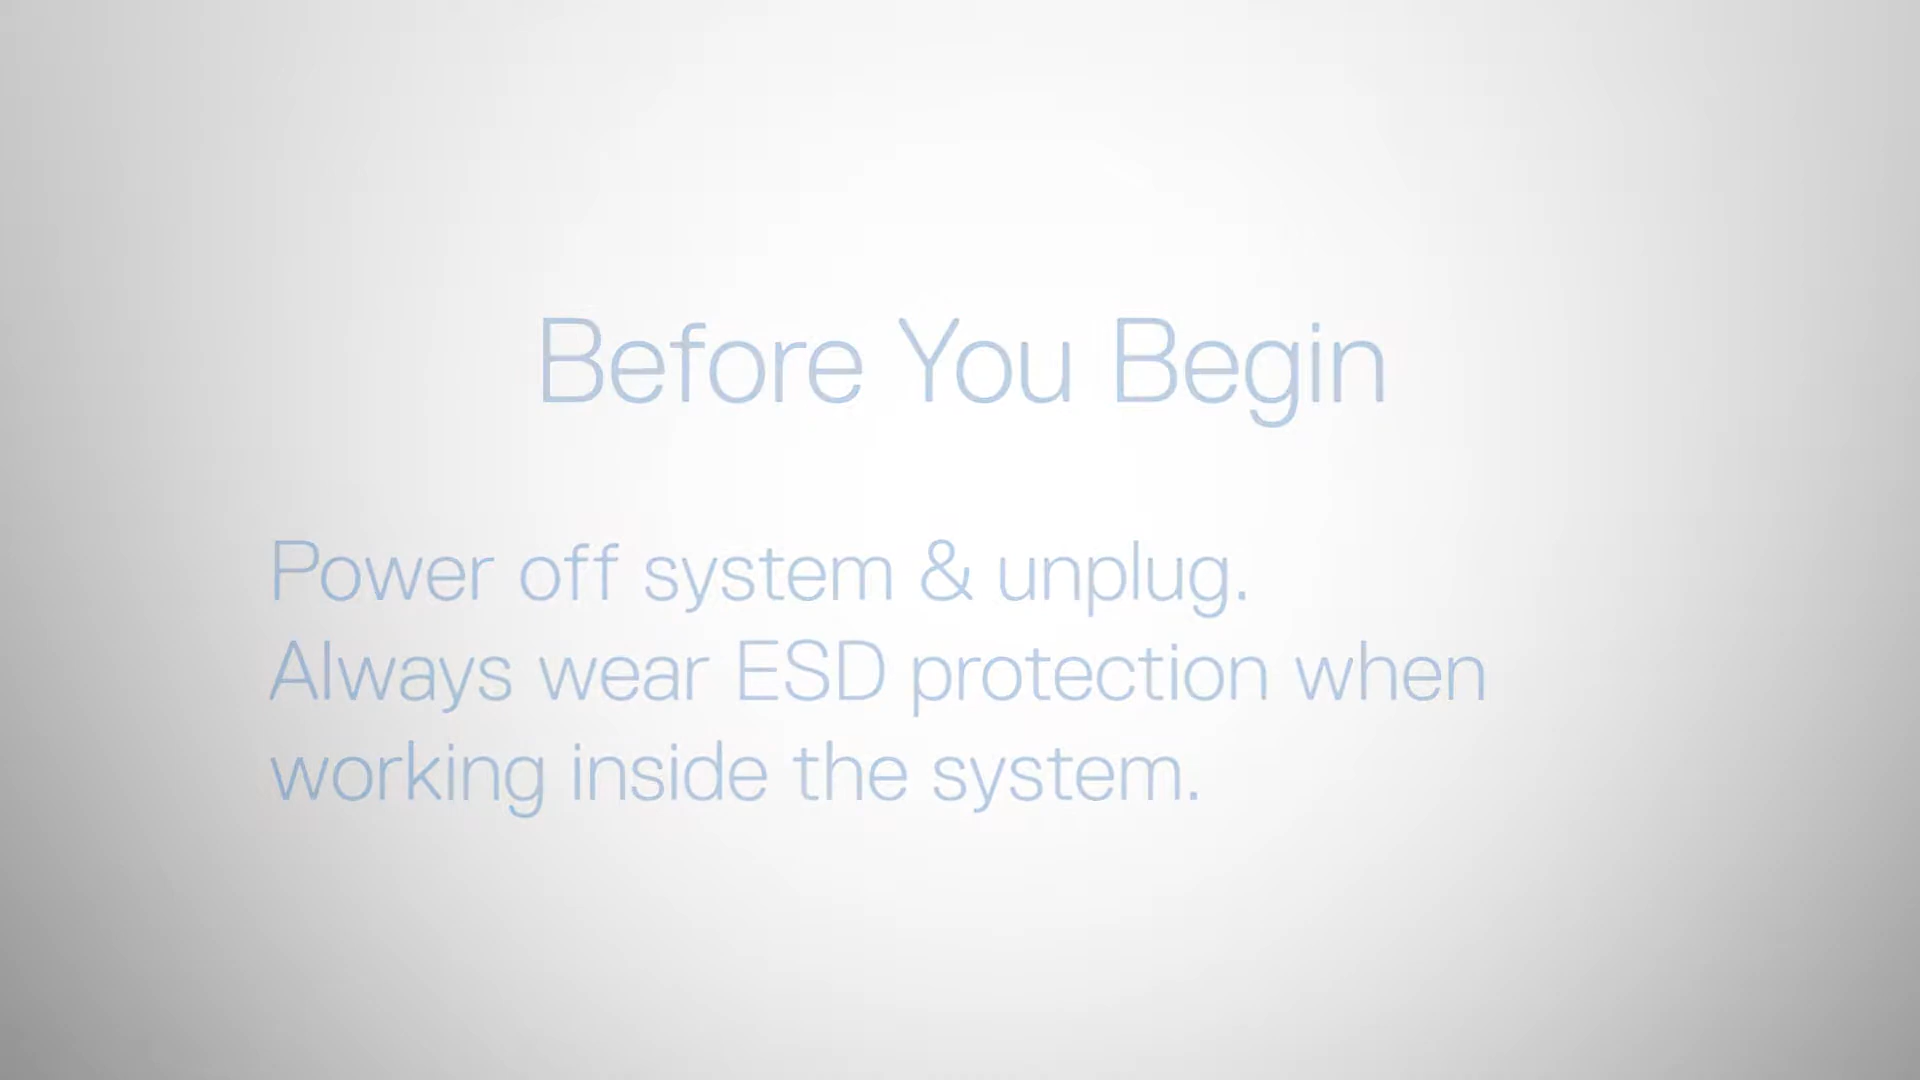 Before You Begin
Power off system & unplug.
Always wear ESD protection when
working inside the system.